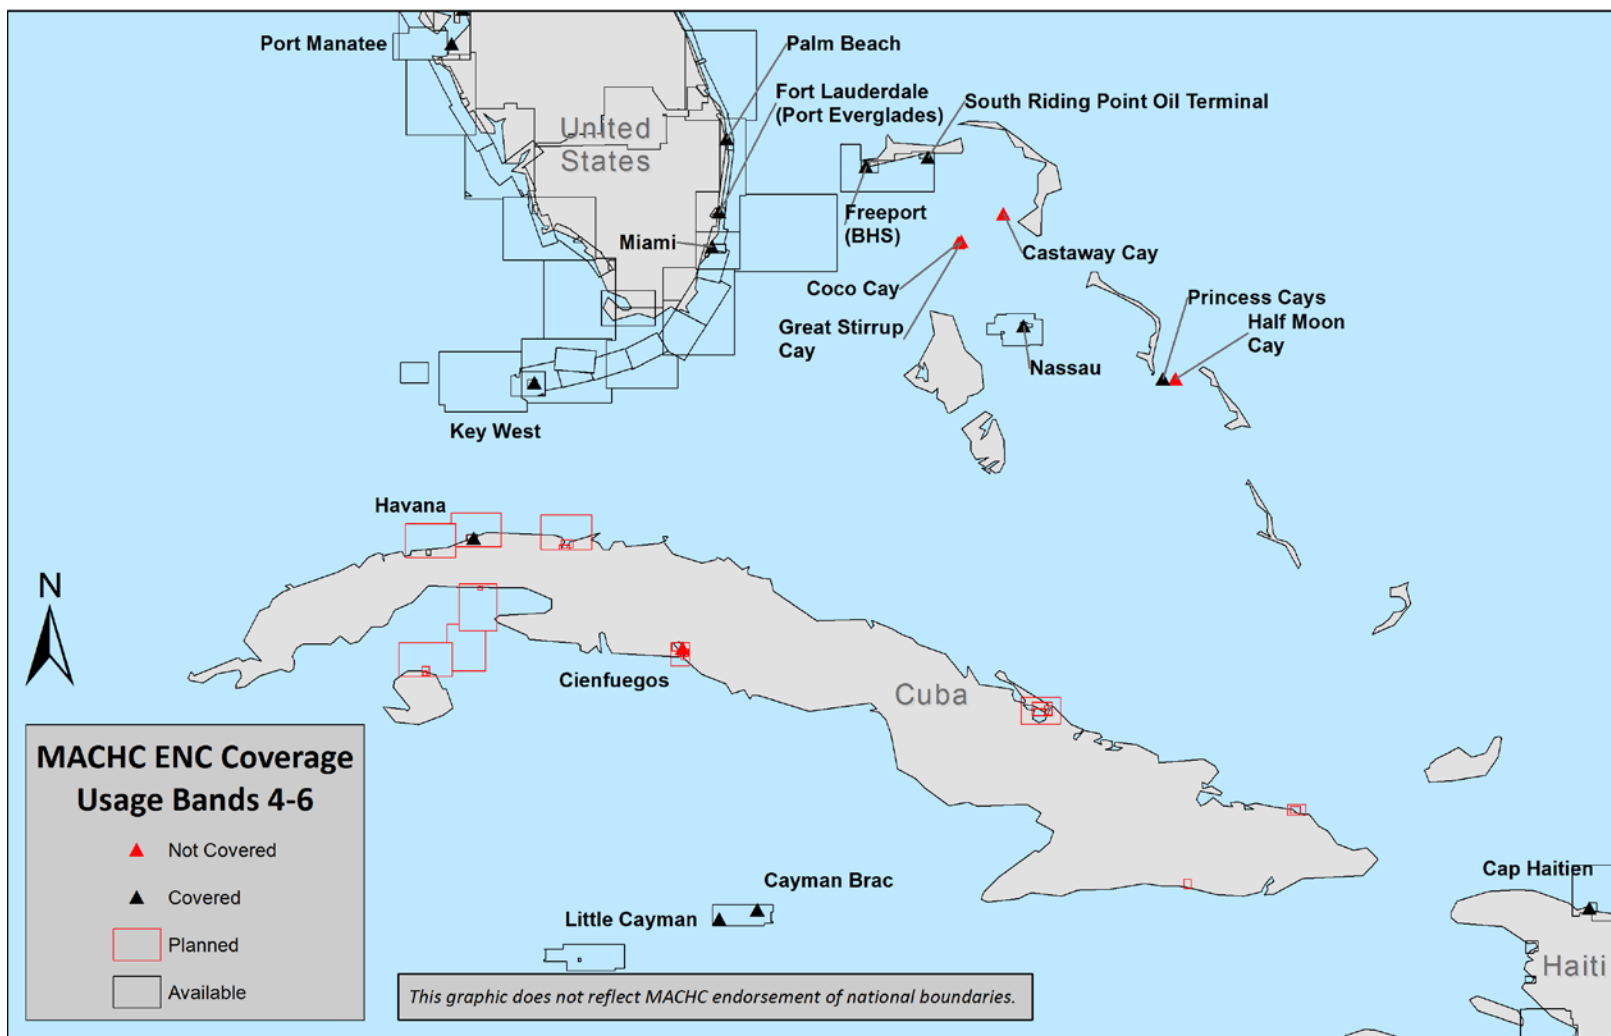 Port Manatee
Palm Beach
Fort Lauderdale
(Port Everglades)
South Riding Point Oil Terminal
United
States
Freeport
(BHS)
Miami
Castaway Cay
Coco Cay
Great Stirrup
Cay
Princess Cays
Half Moon
Cay
Nassau
Key West
Havana
N
Cienfuegos
Cuba
MACHC ENC Coverage
Usage Bands 4-6
Not Covered
Covered
Planned
Available
Cayman Brac
Little Cayman
Cap Haitien
Haiti
This graphic does not reflect MACHC endorsement of national boundaries.